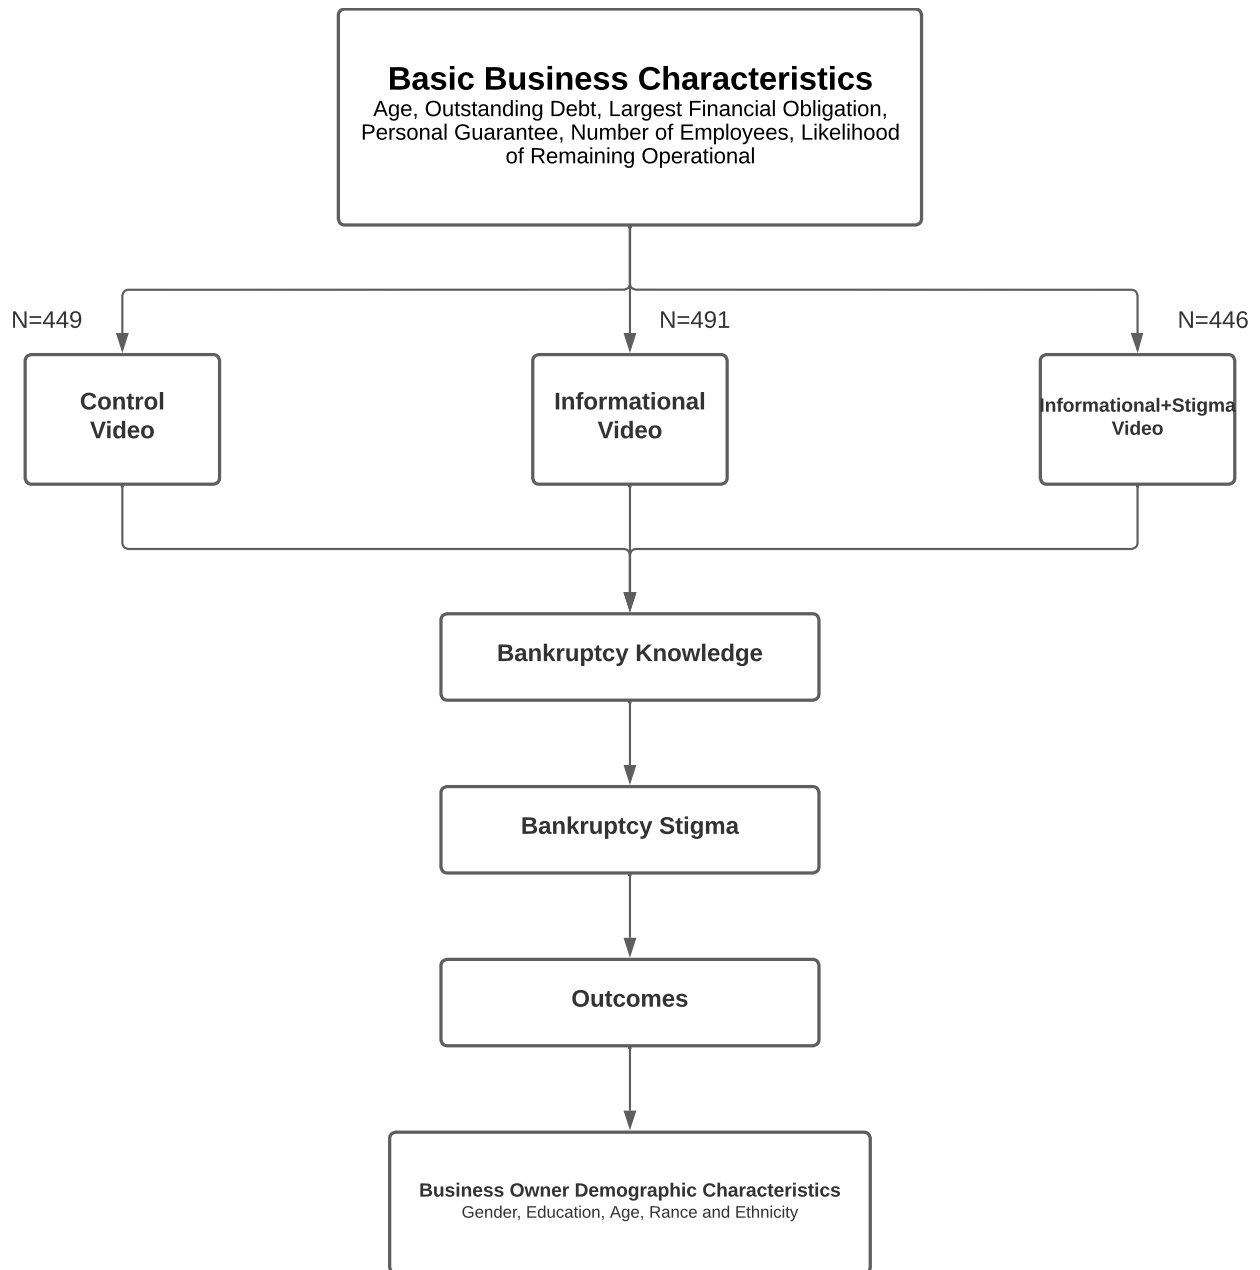 Basic Business Characteristics
Age, Outstanding Debt, Largest Financial Obligation,
Personal Guarantee, Number of Employees, Likelihood
of Remaining Operational
N=449
N=491
N=446
Control
Video
Informational
Video
Informational+Stigma
Video
Bankruptcy Knowledge
Bankruptcy Stigma
Outcomes
Business Owner Demographic Characteristics
Gender, Education, Age, Rance and Ethnicity